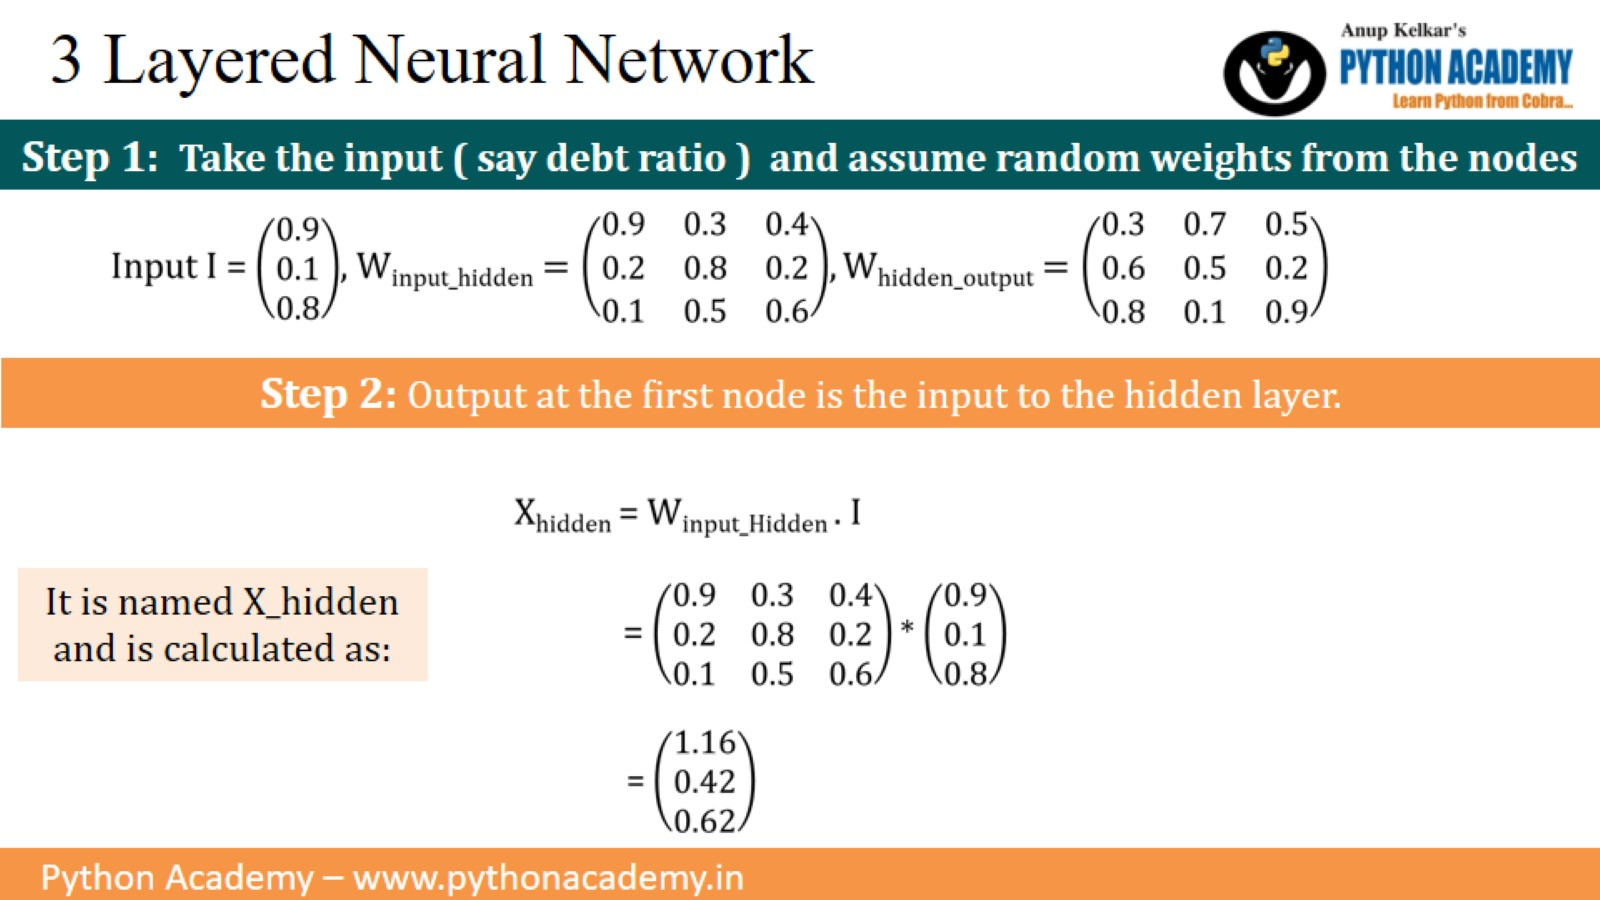 3 Layered Neural Network
Anup Kelkar's
PYTHON ACADEMY
Learn Python from Cobra...
Step 1: Take the input ( say debt ratio ) and assume random weights from the nodes
Input I = (0.9 0.1 0.8), W input_hidden = (0.9 0.3 0.4 0.2 0.8 0.2 0.1 0.5 0.6), W hidden_output = (0.3 0.7 0.5 0.6 0.5 0.2 0.8 0.1 0.9)
Step 2: Output at the first node is the input to the hidden layer.
X hidden = W input_Hidden . I
It is named X_hidden
and is calculated as:
= (0.9 0.3 0.4 0.2 0.8 0.2 0.1 0.5 0.6) * (0.9 0.1 0.8)
= (1.16 0.42 0.62)
Python Academy – www.pythonacademy.in